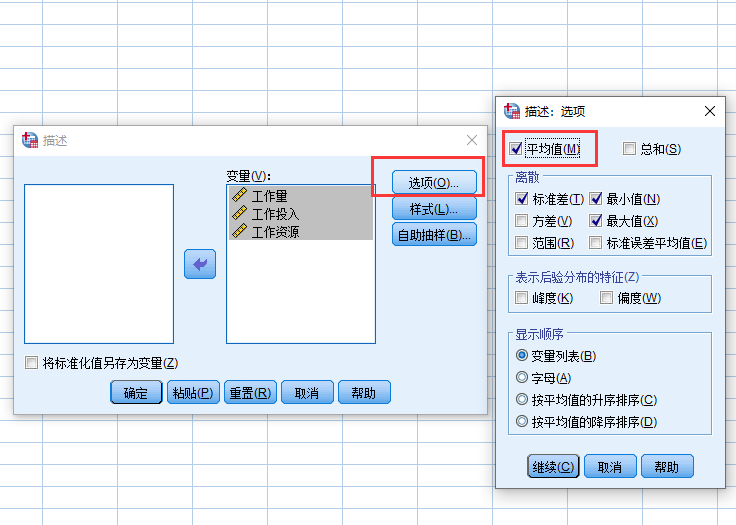 描述
变量(V):
工作量
工作投入
工作资源
选项(O)...
样式(L)...
自助抽样(B)...
将标准化值另存为变量(Z)
确定 粘贴(P) 重置(R) 取消 帮助
描述: 选项
平均值(M) 总和(S)
离散
标准差(T) 最小值(N)
方差(V) 最大值(X)
范围(R) 标准误差平均值(E)
表示后验分布的特征(Z)
峰度(K) 偏度(W)
显示顺序
变量列表(B)
字母(A)
按平均值的升序排序(C)
按平均值的降序排序(D)
继续(C) 取消 帮助